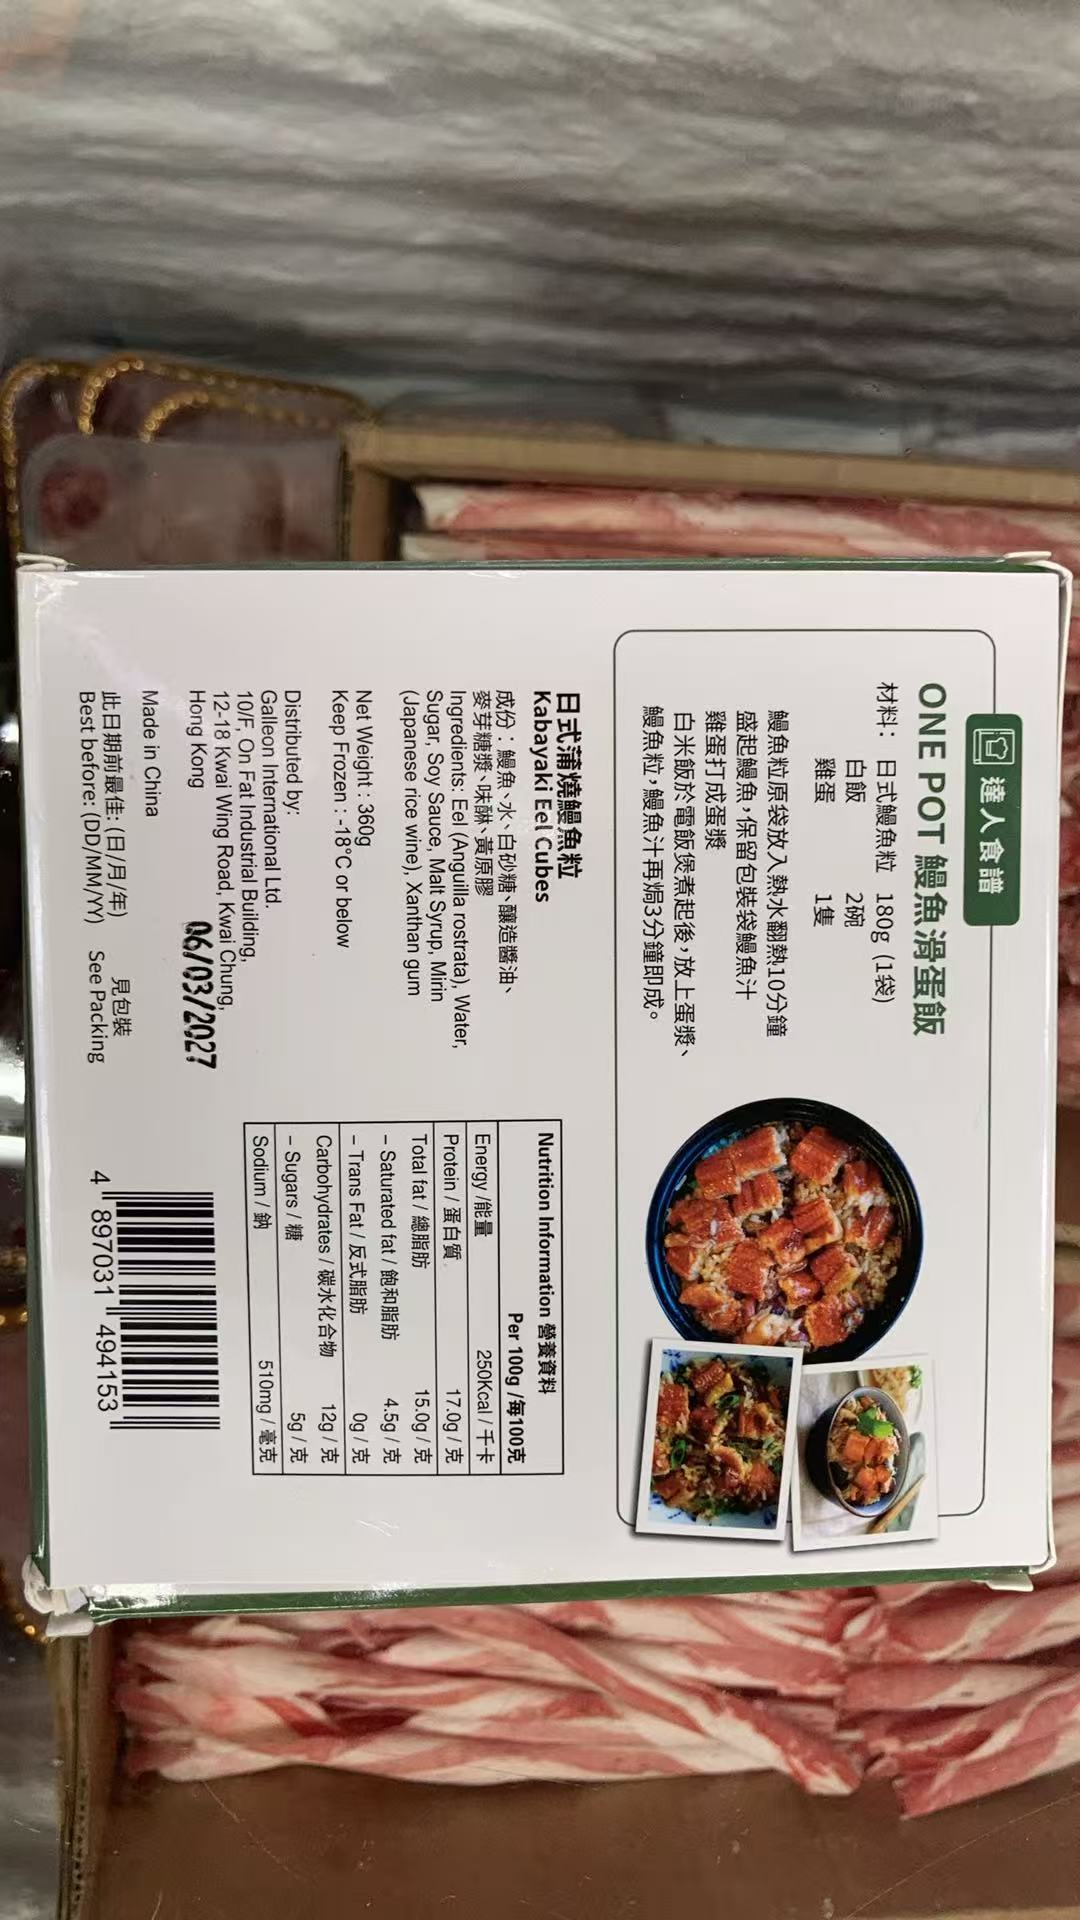 達人食譜
ONE POT 鰻魚滑蛋飯
材料: 日式鰻魚粒 180g (1袋)
白飯 2碗
雞蛋 1隻
鰻魚粒原袋放入熱水翻熱10分鐘
盛起鰻魚，保留包裝袋鰻魚汁
雞蛋打成蛋漿
白米飯於電飯煲煮起後，放上蛋漿、
鰻魚粒，鰻魚汁再焗3分鐘即成。
日式蒲燒鰻魚粒
Kabayaki Eel Cubes
成份：鰻魚、水、白砂糖、釀造醬油、
麥芽糖漿、味醂、黃原膠
Ingredients: Eel (Anguilla rostrata), Water,
Sugar, Soy Sauce, Malt Syrup, Mirin
(Japanese rice wine), Xanthan gum
Net Weight : 360g
Keep Frozen : -18°C or below
Distributed by:
Galleon International Ltd.
10/F, On Fat Industrial Building,
12-18 Kwai Wing Road, Kwai Chung,
Hong Kong
06/03/2027
Made in China
此日期前最佳: (日/月/年) 見包裝
Best before: (DD/MM/YY) See Packing
Nutrition Information 營養資料
Per 100g /每100克
Energy /能量 250Kcal / 千卡
Protein / 蛋白質 17.0g / 克
Total fat / 總脂肪 15.0g / 克
- Saturated fat / 飽和脂肪 4.5g / 克
- Trans Fat / 反式脂肪 0g / 克
Carbohydrates / 碳水化合物 12g / 克
- Sugars / 糖 5g / 克
Sodium / 鈉 510mg / 毫克
4 897031 494153